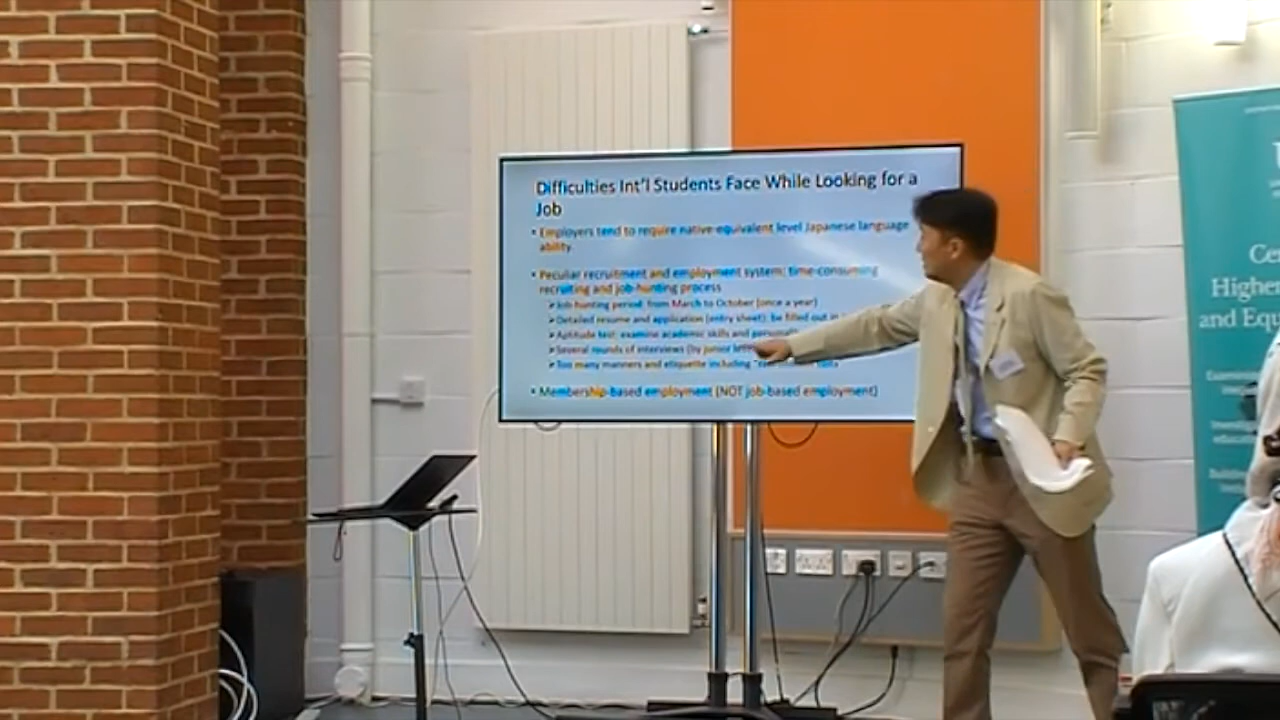 Difficulties Int'l Students Face While Looking for a
Job
• Employers tend to require native-equivalent level Japanese language
ability.
• Peculiar recruitment and employment system: time-consuming
recruiting and job-hunting process
➤ Job-hunting period: from March to October (once a year)
➤ Detailed resume and application (entry sheet): be filled out in
➤ Aptitude test: examine academic skills and
➤ Several rounds of interviews (by junior
➤ Too many manners and etiquette including
• Membership-based employment (NOT job-based employment)
Higher
and Equ